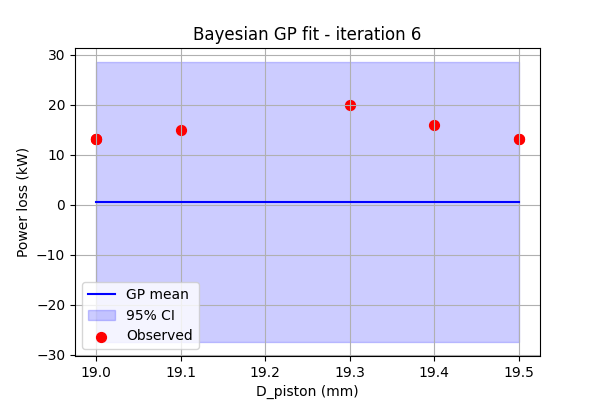 Bayesian GP fit - iteration 6
Power loss (kW)
30
20
10
0
−10
−20
−30
GP mean
95% CI
Observed
19.0 19.1 19.2 19.3 19.4 19.5
D_piston (mm)